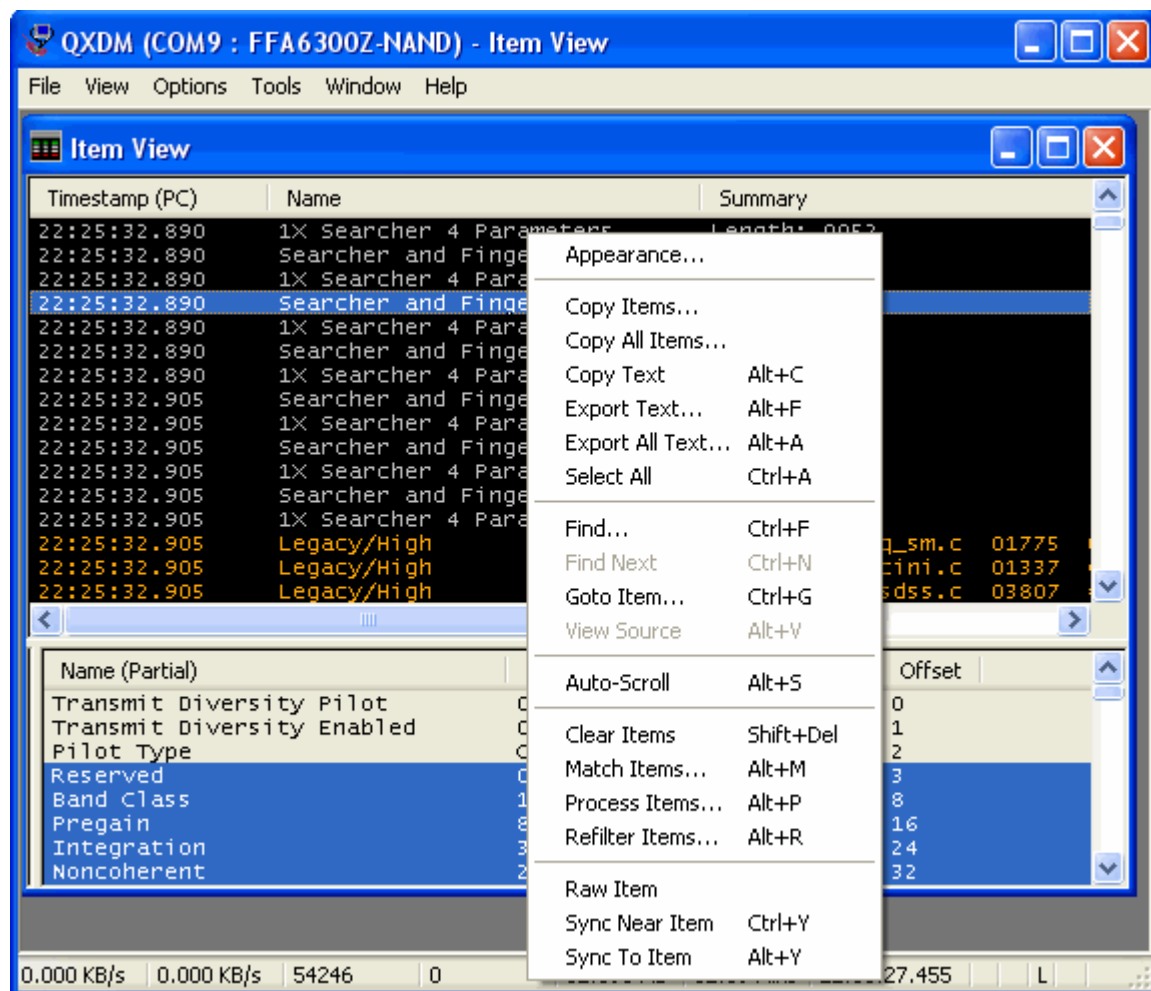 QXDM (COM9 : FFA6300Z-NAND) - Item View
File View Options Tools Window Help
Item View
Timestamp (PC) Name Summary
22:25:32.890 1X Searcher 4 Parameters Length: 0052
22:25:32.890 Searcher and Finge
22:25:32.890 1X Searcher 4 Para
22:25:32.890 Searcher and Finge
22:25:32.890 1X Searcher 4 Para
22:25:32.890 Searcher and Finge
22:25:32.890 1X Searcher 4 Para
22:25:32.905 Searcher and Finge
22:25:32.905 1X Searcher 4 Para
22:25:32.905 Searcher and Finge
22:25:32.905 1X Searcher 4 Para
22:25:32.905 Searcher and Finge
22:25:32.905 1X Searcher 4 Para
22:25:32.905 Legacy/High q_sm.c 01775
22:25:32.905 Legacy/High cini.c 01337
22:25:32.905 Legacy/High sdss.c 03807
Appearance...
Copy Items...
Copy All Items...
Copy Text Alt+C
Export Text... Alt+F
Export All Text... Alt+A
Select All Ctrl+A
Find... Ctrl+F
Find Next Ctrl+N
Goto Item... Ctrl+G
View Source Alt+V
Auto-Scroll Alt+S
Clear Items Shift+Del
Match Items... Alt+M
Process Items... Alt+P
Refilter Items... Alt+R
Raw Item
Sync Near Item Ctrl+Y
Sync To Item Alt+Y
Name (Partial) Offset
Transmit Diversity Pilot 0
Transmit Diversity Enabled 1
Pilot Type 2
Reserved 3
Band Class 1 8
Pregain 8 16
Integration 3 24
Noncoherent 2 32
0.000 KB/s 0.000 KB/s 54246 0 27.455 L